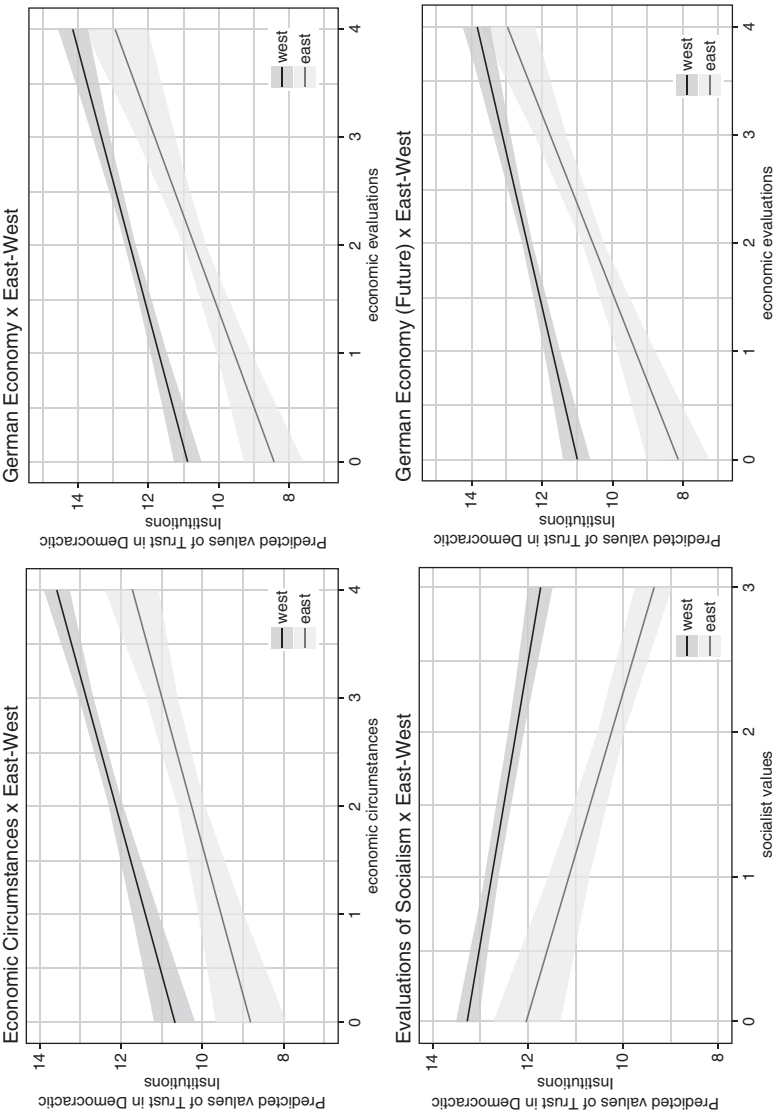 Economic Circumstances x East-West
Predicted values of Trust in Democractic
Institutions
14
12
10
8
west
east
0 1 2 3 4
economic circumstances
German Economy x East-West
Predicted values of Trust in Democractic
Institutions
14
12
10
8
west
east
0 1 2 3 4
economic evaluations
Evaluations of Socialism x East-West
Predicted values of Trust in Democractic
Institutions
14
12
10
8
west
east
0 1 2 3
socialist values
German Economy (Future) x East-West
Predicted values of Trust in Democractic
Institutions
14
12
10
8
west
east
0 1 2 3 4
economic evaluations